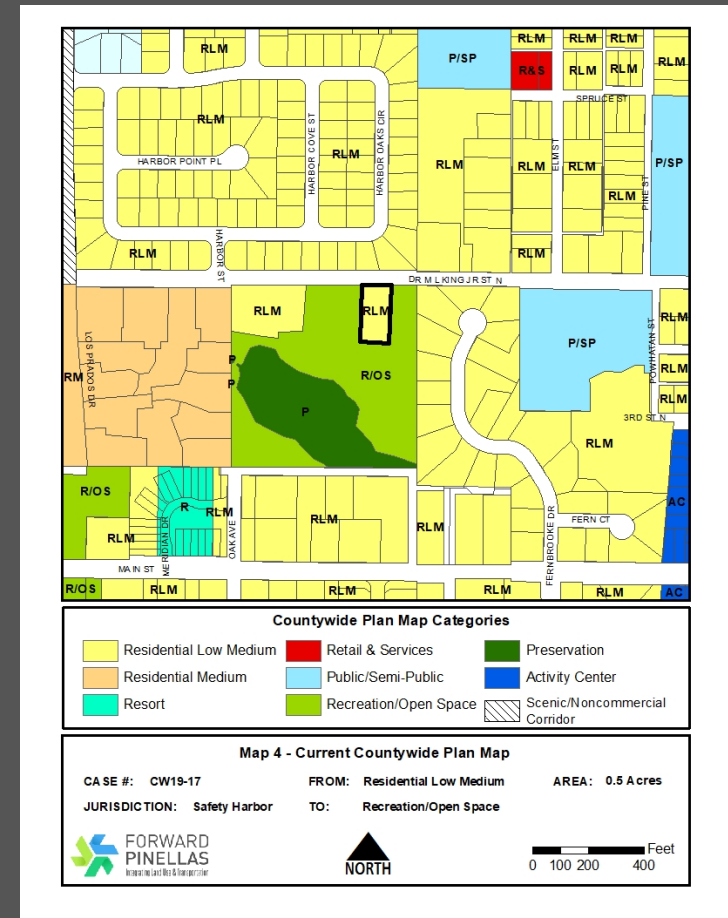 RLM
RLM
RLM
RLM
P/SP
RLM
R&S
RLM
RLM
SPRUCE ST
RLM
HARBOR COVE ST
HARBOR OAKS CIR
RLM
HARBOR POINT PL
RLM
RLM
ELM ST
RLM
P/SP
RLM
PINE ST
RLM
HARBOR ST
RLM
DR M L KING JR ST N
RLM
RLM
RLM
P/SP
POWHATAN ST
LOS PRADOS DR
P
RLM
RM
P
R/OS
RLM
P
3RD ST N
RLM
R/OS
R
RLM
RLM
RLM
AC
FERN CT
RLM
MERIDIAN DR
OAK AVE
FERNBROOKE DR
MAIN ST
R/OS
RLM
RLM
RLM
RLM
AC
Countywide Plan Map Categories
Residential Low Medium
Retail & Services
Preservation
Residential Medium
Public/Semi-Public
Activity Center
Resort
Recreation/Open Space
Scenic/Noncommercial
Corridor
Map 4 - Current Countywide Plan Map
CASE #: CW19-17
FROM: Residential Low Medium
AREA: 0.5 Acres
JURISDICTION: Safety Harbor
TO: Recreation/Open Space
FORWARD
PINELLAS
Integrating Land Use & Transportation
NORTH
Feet
0 100 200 400